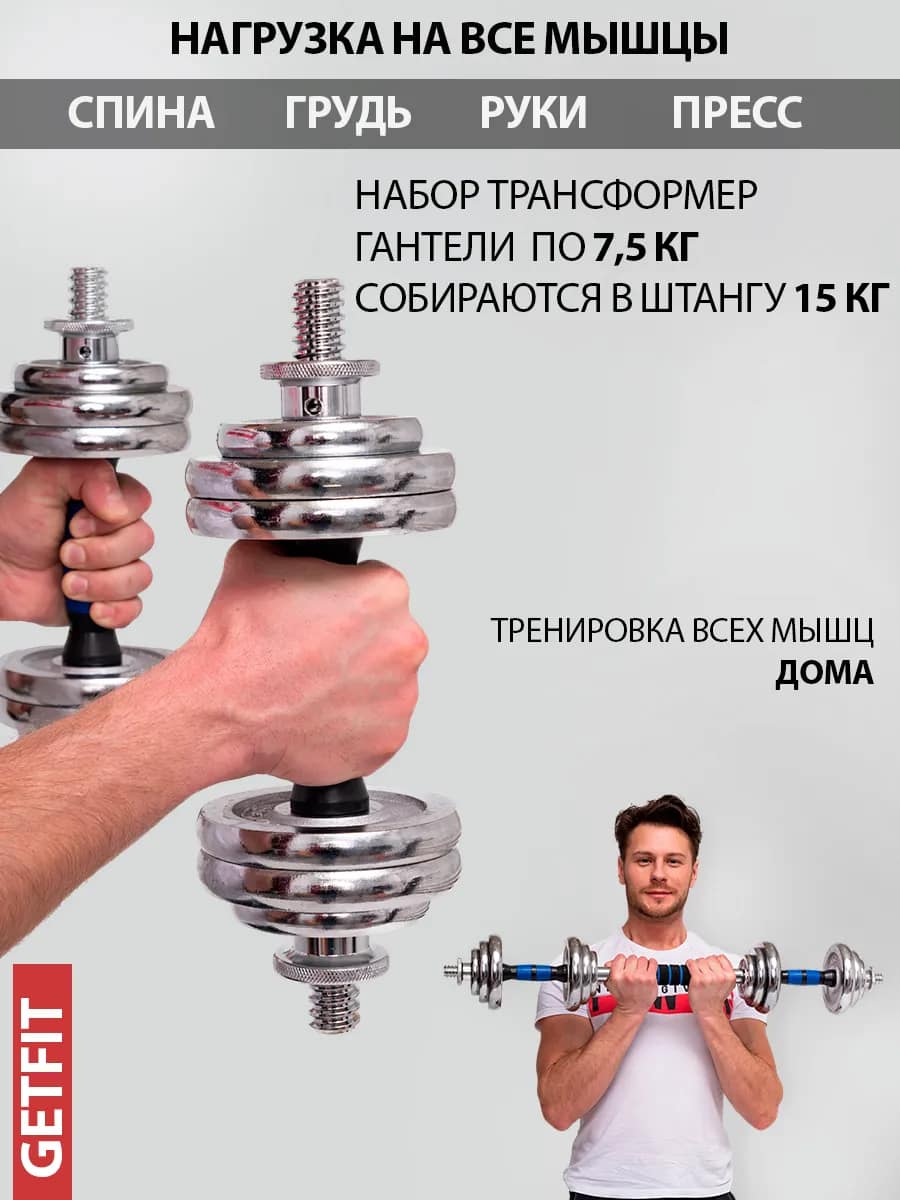 НАГРУЗКА НА ВСЕ МЫШЦЫ
СПИНА ГРУДЬ РУКИ ПРЕСС
НАБОР ТРАНСФОРМЕР
ГАНТЕЛИ ПО 7,5 КГ
СОБИРАЮТСЯ В ШТАНГУ 15 КГ
ТРЕНИРОВКА ВСЕХ МЫШЦ
ДОМА
GETFIT